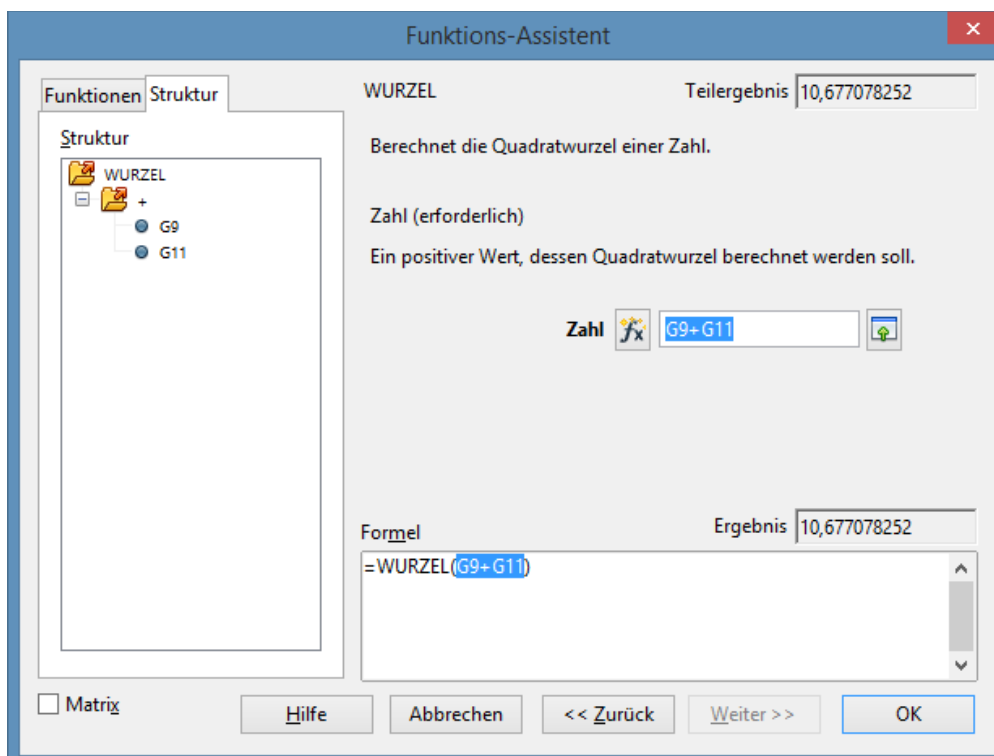 Funktions-Assistent
Funktionen Struktur
Struktur
WURZEL
+
G9
G11
WURZEL Teilergebnis 10,677078252
Berechnet die Quadratwurzel einer Zahl.
Zahl (erforderlich)
Ein positiver Wert, dessen Quadratwurzel berechnet werden soll.
Zahl fx G9+G11
Formel Ergebnis 10,677078252
=WURZEL(G9+G11)
Matrix Hilfe Abbrechen << Zurück Weiter >> OK